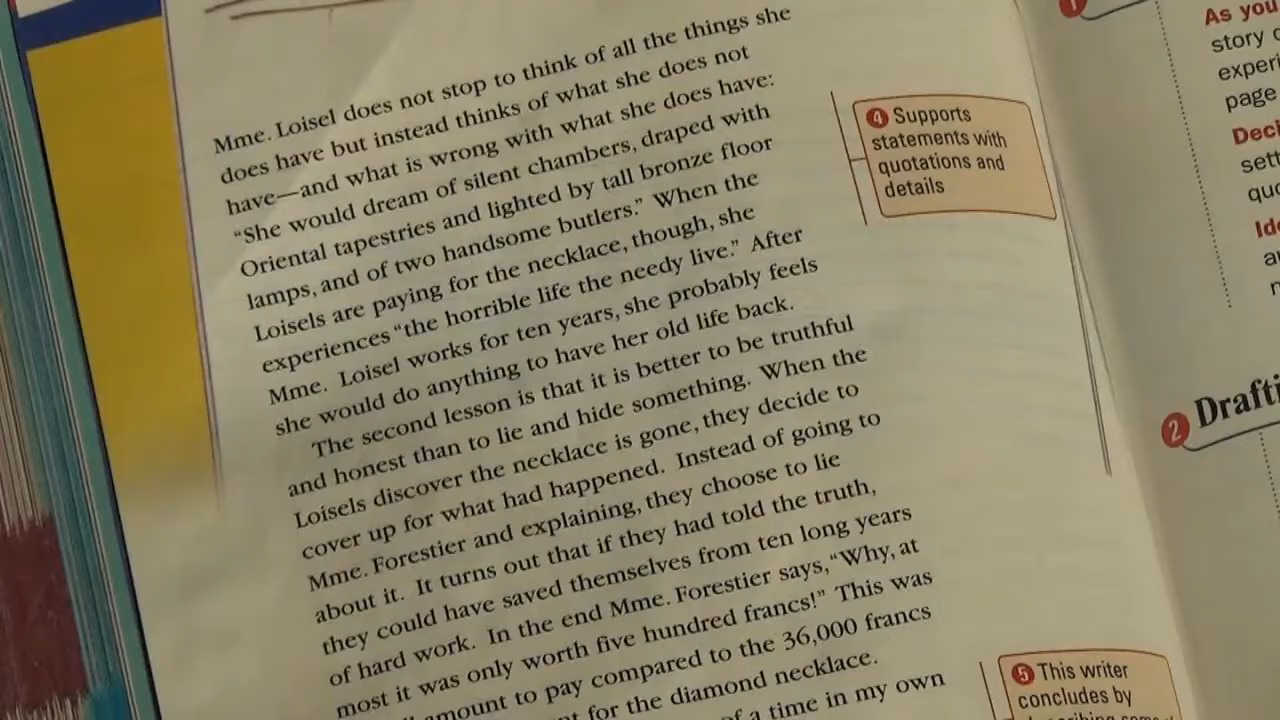 Mme. Loisel does not stop to think of all the things she
does have but instead thinks of what she does not
have—and what is wrong with what she does have:
“She would dream of silent chambers, draped with
Oriental tapestries and lighted by tall bronze floor
lamps, and of two handsome butlers.” When the
Loisels are paying for the necklace, though, she
experiences “the horrible life the needy live.” After
Mme. Loisel works for ten years, she probably feels
she would do anything to have her old life back.
The second lesson is that it is better to be truthful
and honest than to lie and hide something. When the
Loisels discover the necklace is gone, they decide to
cover up for what had happened. Instead of going to
Mme. Forestier and explaining, they choose to lie
about it. It turns out that if they had told the truth,
they could have saved themselves from ten long years
of hard work. In the end Mme. Forestier says, “Why, at
most it was only worth five hundred francs!” This was
amount to pay compared to the 36,000 francs
for the diamond necklace.
of a time in my own
4 Supports
statements with
quotations and
details
5 This writer
concludes by
1
As you
story
experi
page
Deci
sett
quo
Ide
2 Drafti